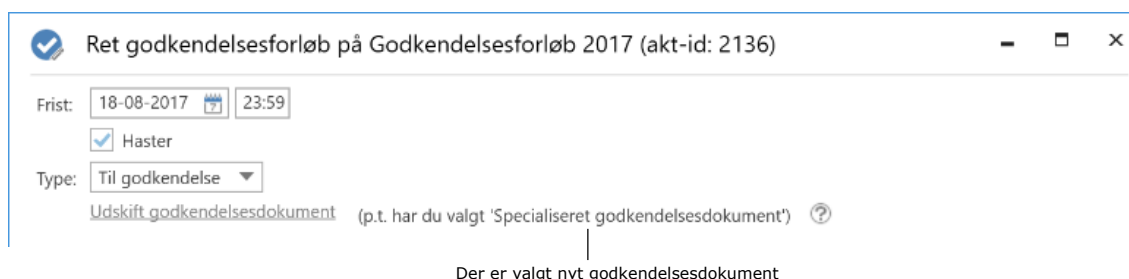 Ret godkendelsesforløb på Godkendelsesforløb 2017 (akt-id: 2136)
Frist: 18-08-2017 7 23:59
Haster
Type: Til godkendelse
Udskift godkendelsesdokument (p.t. har du valgt 'Specialiseret godkendelsesdokument') ?
Der er valgt nyt godkendelsesdokument